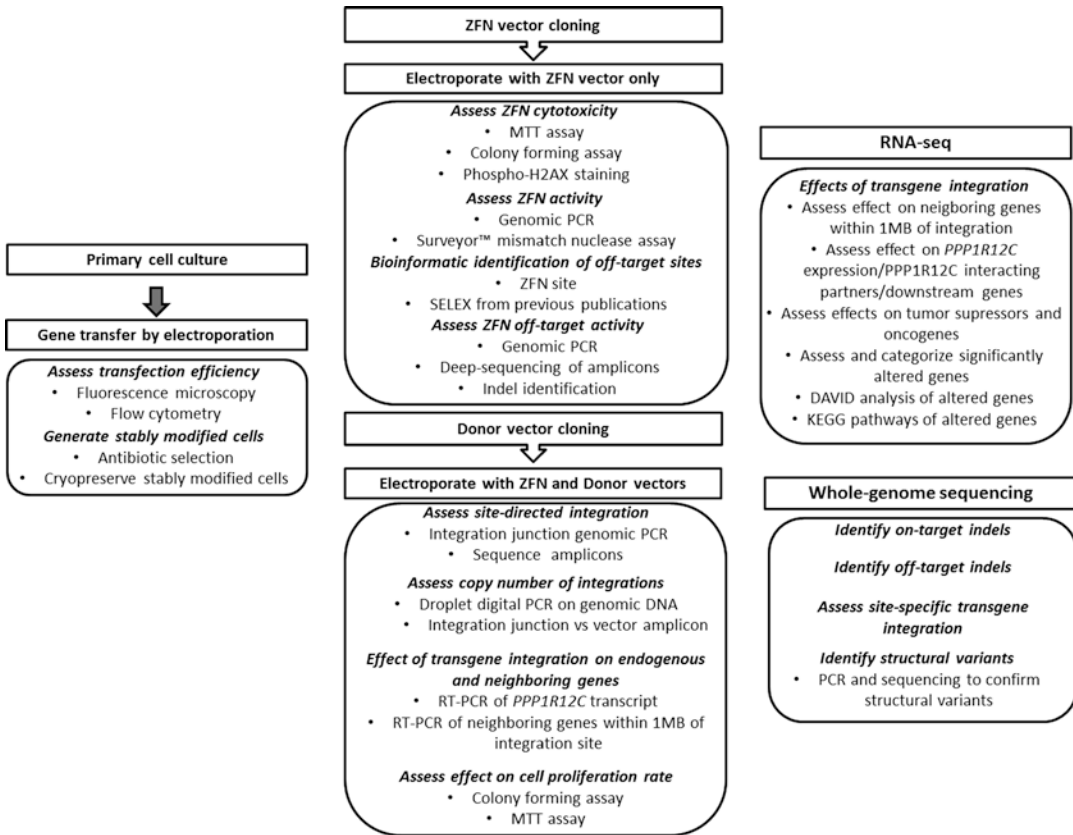 Primary cell culture
Gene transfer by electroporation
Assess transfection efficiency
• Fluorescence microscopy
• Flow cytometry
Generate stably modified cells
• Antibiotic selection
• Cryopreserve stably modified cells
ZFN vector cloning
Electroporate with ZFN vector only
Assess ZFN cytotoxicity
• MTT assay
• Colony forming assay
• Phospho-H2AX staining
Assess ZFN activity
• Genomic PCR
• Surveyor™ mismatch nuclease assay
Bioinformatic identification of off-target sites
• ZFN site
• SELEX from previous publications
Assess ZFN off-target activity
• Genomic PCR
• Deep-sequencing of amplicons
• Indel identification
Donor vector cloning
Electroporate with ZFN and Donor vectors
Assess site-directed integration
• Integration junction genomic PCR
• Sequence amplicons
Assess copy number of integrations
• Droplet digital PCR on genomic DNA
• Integration junction vs vector amplicon
Effect of transgene integration on endogenous
and neighboring genes
• RT-PCR of PPP1R12C transcript
• RT-PCR of neighboring genes within 1MB of
integration site
Assess effect on cell proliferation rate
• Colony forming assay
• MTT assay
RNA-seq
Effects of transgene integration
• Assess effect on neigboring genes
within 1MB of integration
• Assess effect on PPP1R12C
expression/PPP1R12C interacting
partners/downstream genes
• Assess effects on tumor supressors and
oncogenes
• Assess and categorize significantly
altered genes
• DAVID analysis of altered genes
• KEGG pathways of altered genes
Whole-genome sequencing
Identify on-target indels
Identify off-target indels
Assess site-specific transgene
integration
Identify structural variants
• PCR and sequencing to confirm
structural variants